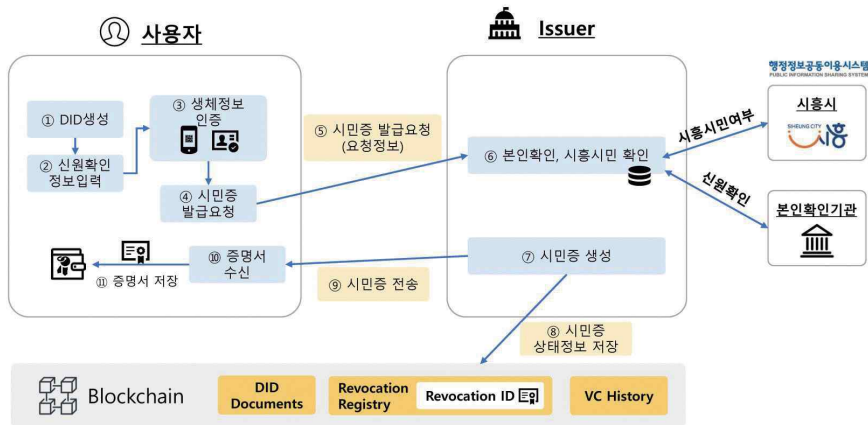 사용자
Issuer
① DID생성
② 신원확인
정보입력
③ 생체정보
인증
④ 시민증
발급요청
⑤ 시민증 발급요청
(요청정보)
⑥ 본인확인, 시흥시민 확인
시흥시민여부
신원확인
행정정보공동이용시스템
PUBLIC INFORMATION SHARING SYSTEM
시흥시
SIHEUNG CITY
시흥
본인확인기관
⑦ 시민증 생성
⑧ 시민증
상태정보 저장
⑨ 시민증 전송
⑩ 증명서
수신
⑪ 증명서 저장
Blockchain
DID
Documents
Revocation
Registry
Revocation ID
VC History